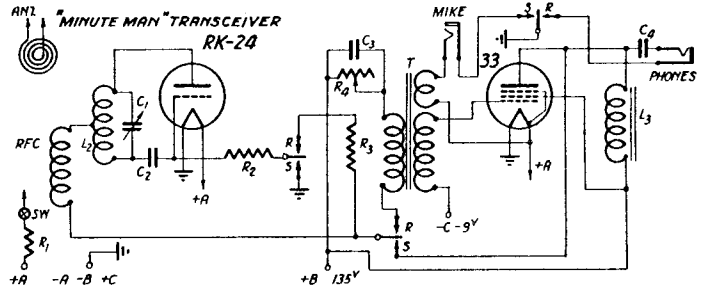 ANT.
"MINUTE MAN" TRANSCEIVER
RK-24
MIKE
S R
C4
PHONES
33
C3
R4
T
L3
C1
L2
C2
RFC
+A
R2
R
S
R3
+A
-C-9V
R
S
SW
R1
+A -A -B +C
+B 135V